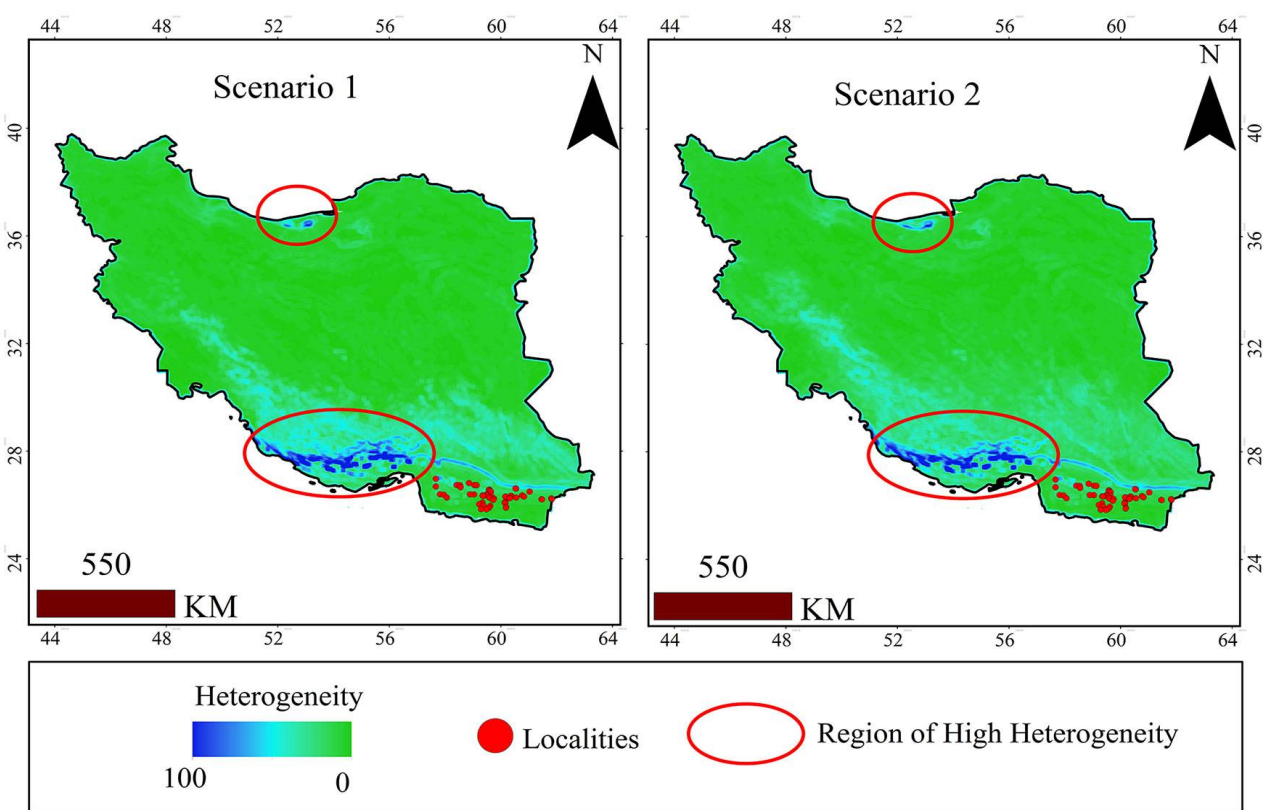 44 48 52 56 60 64 44 48 52 56 60 64
N N
Scenario 1
Scenario 2
40 40
36 36
32 32
28 28
24 24
550 KM
550 KM
44 48 52 56 60 64 44 48 52 56 60 64
Heterogeneity
100 0
Localities
Region of High Heterogeneity